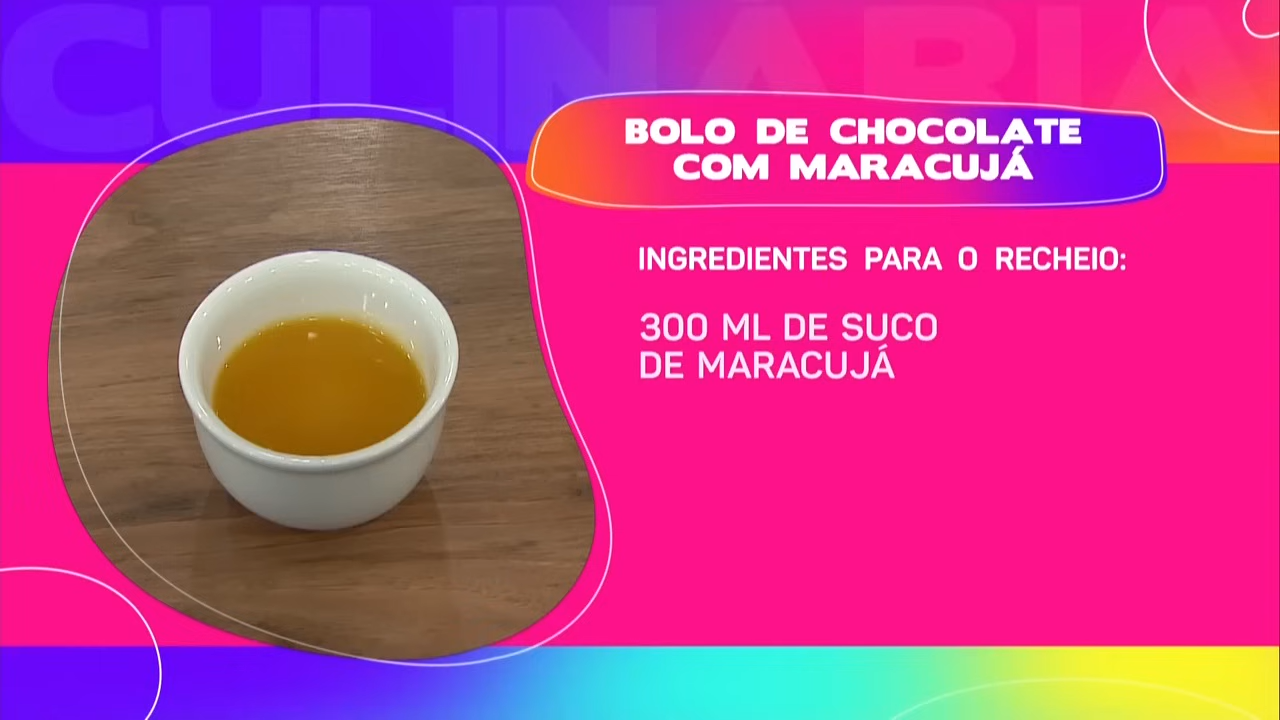 CULINÁRIA
BOLO DE CHOCOLATE
COM MARACUJÁ
INGREDIENTES PARA O RECHEIO:
300 ML DE SUCO
DE MARACUJÁ